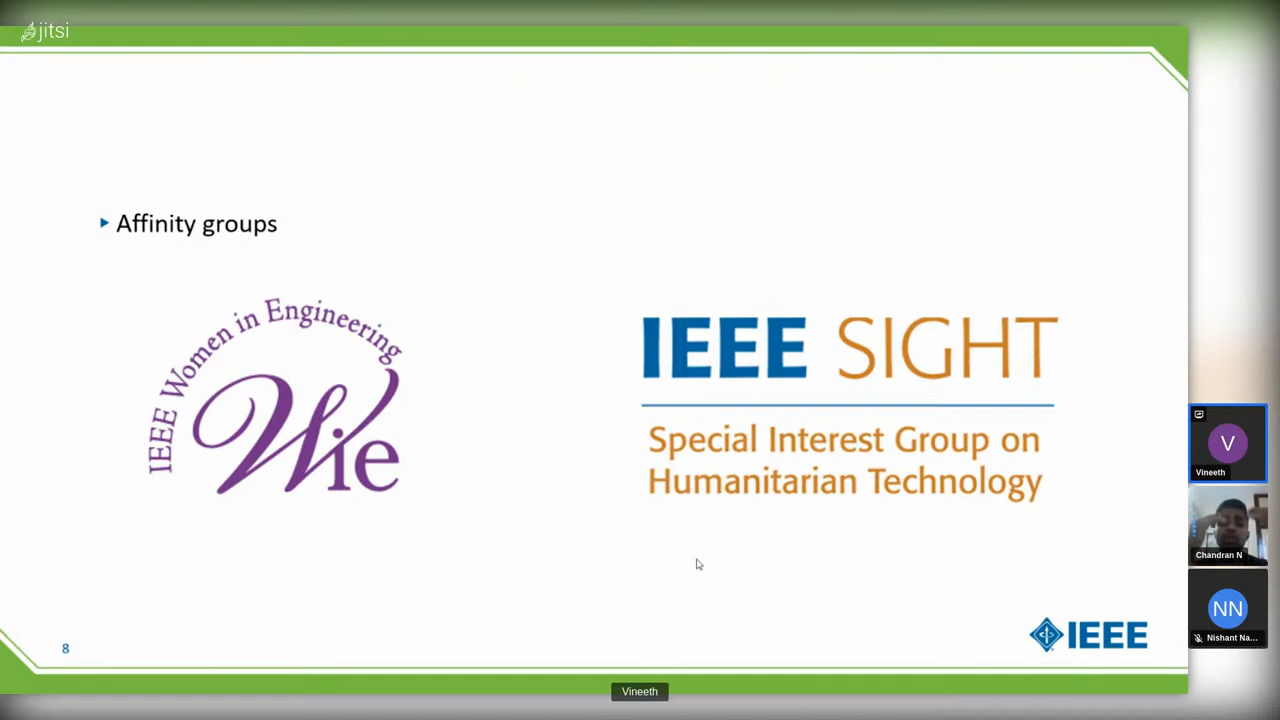 jitsi
Affinity groups
IEEE Women in Engineering
Wie
IEEE SIGHT
Special Interest Group on
Humanitarian Technology
V
Vineeth
Chandran N
NN
Nishant Na...
IEEE
8
Vineeth